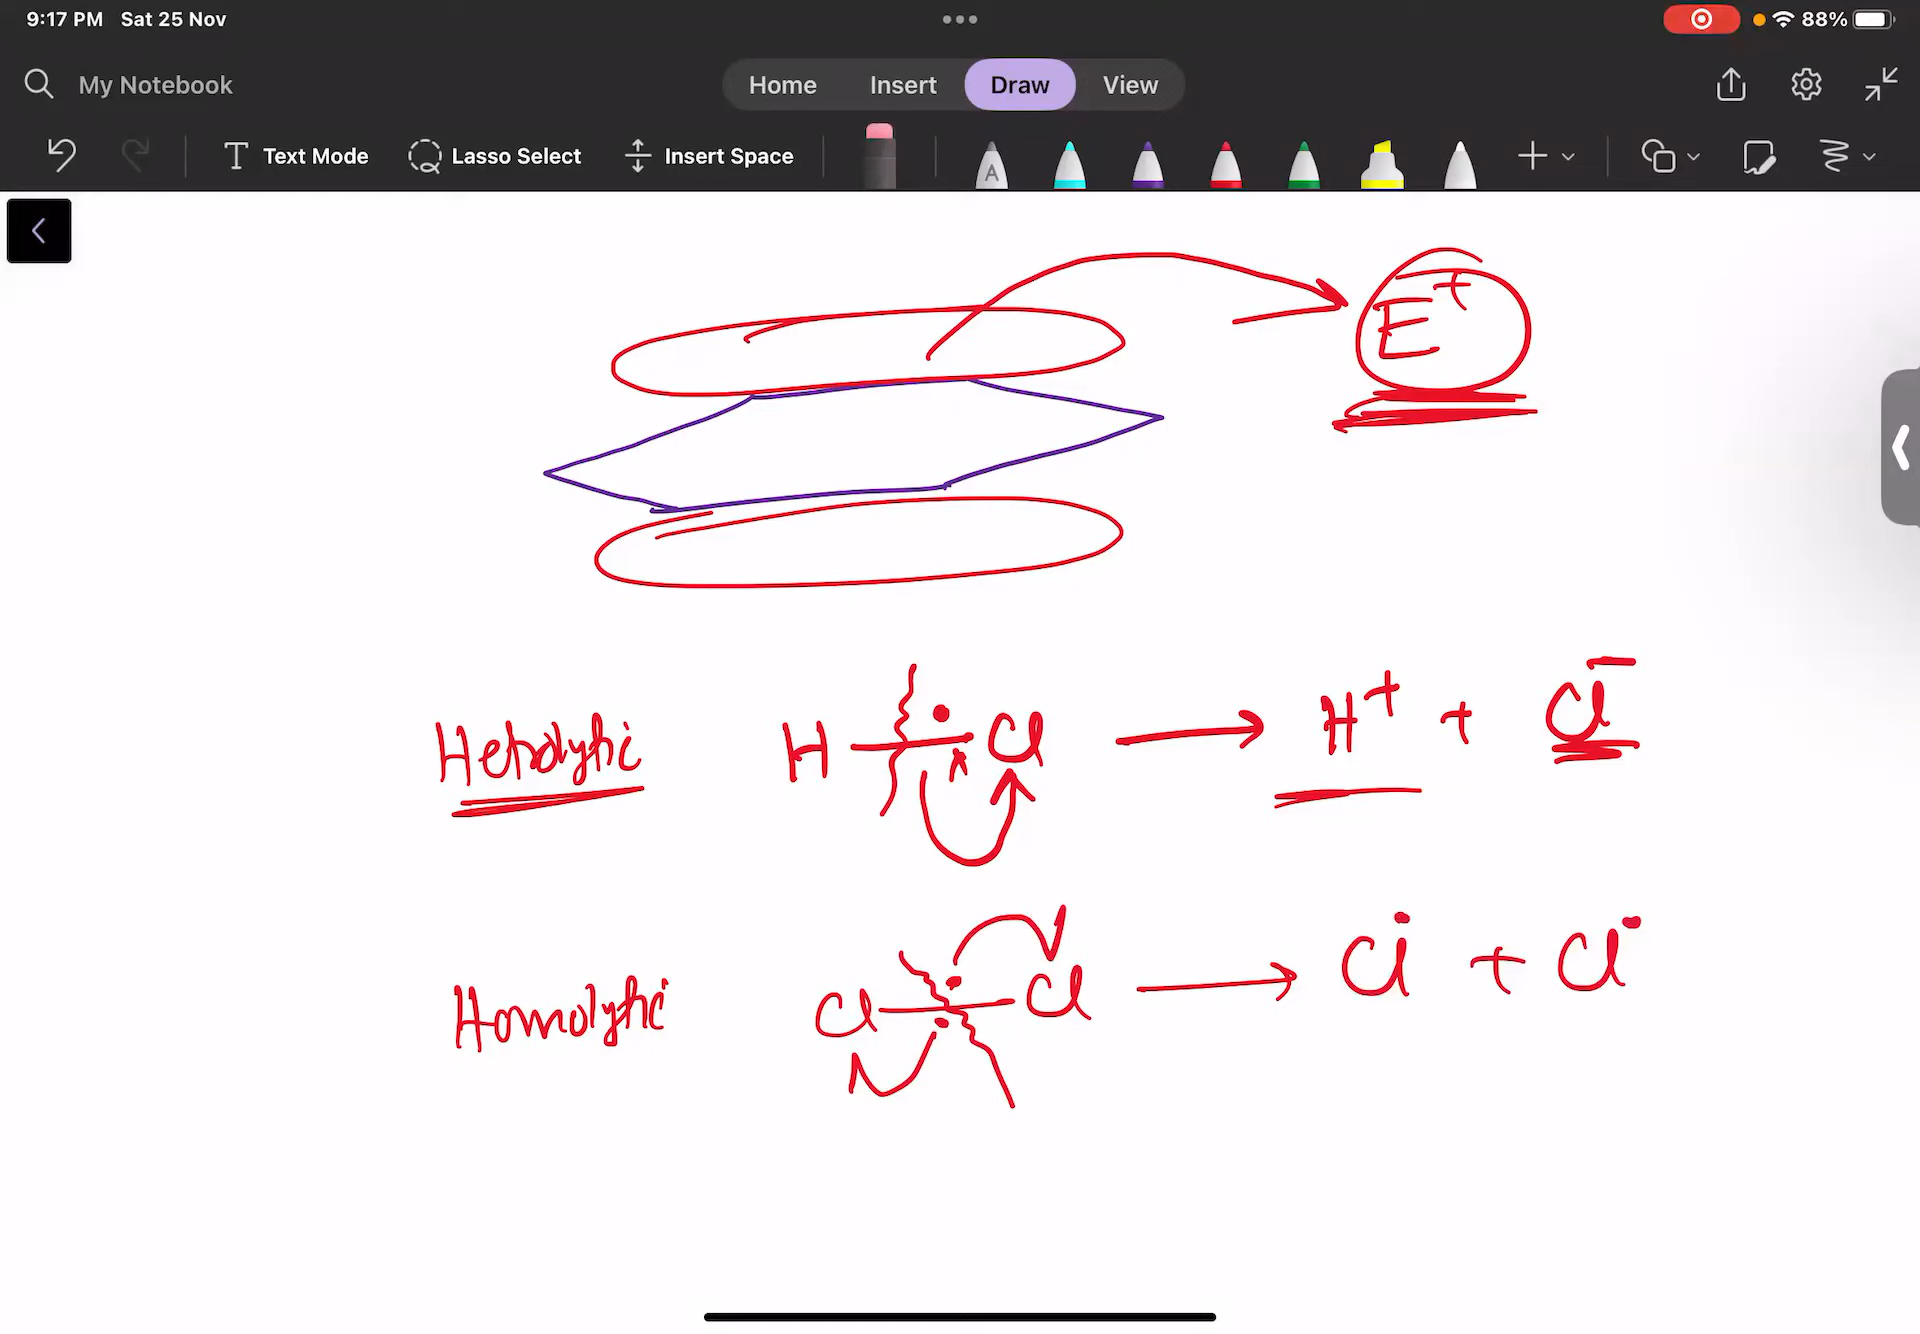 9:17 PM Sat 25 Nov
88%
My Notebook
Home Insert Draw View
Text Mode Lasso Select Insert Space
A
E+
Hetrolytic H—Cl → H+ + Cl−
Homolytic Cl—Cl → Cl• + Cl•